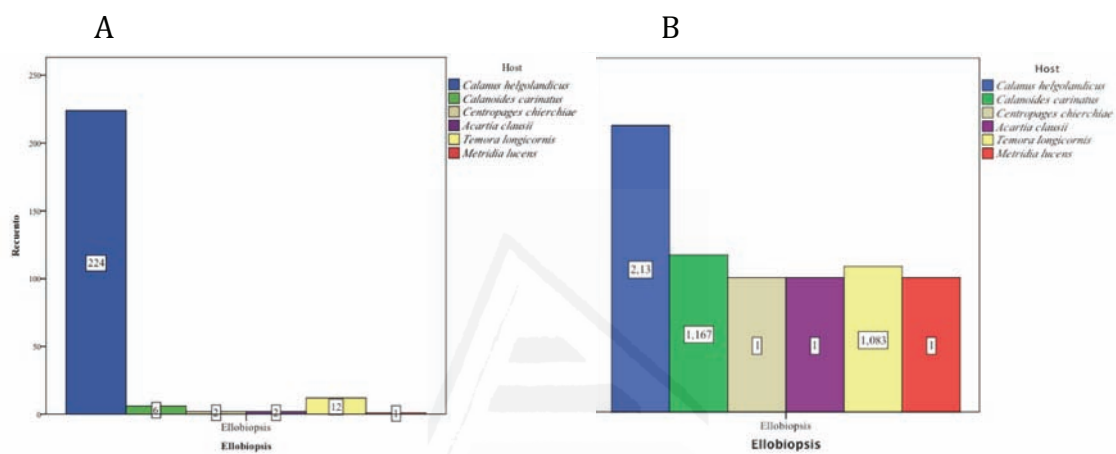 A
Host
Calanus helgolandicus
Calanoides carinatus
Centropages chierchiae
Acartia clausii
Temora longicornis
Metridia lucens
Recuento
250
200
150
100
50
0
224
6
2
2
12
1
Ellobiopsis
Ellobiopsis
B
Host
Calanus helgolandicus
Calanoides carinatus
Centropages chierchiae
Acartia clausii
Temora longicornis
Metridia lucens
2,13
1,167
1
1
1,083
1
Ellobiopsis
Ellobiopsis